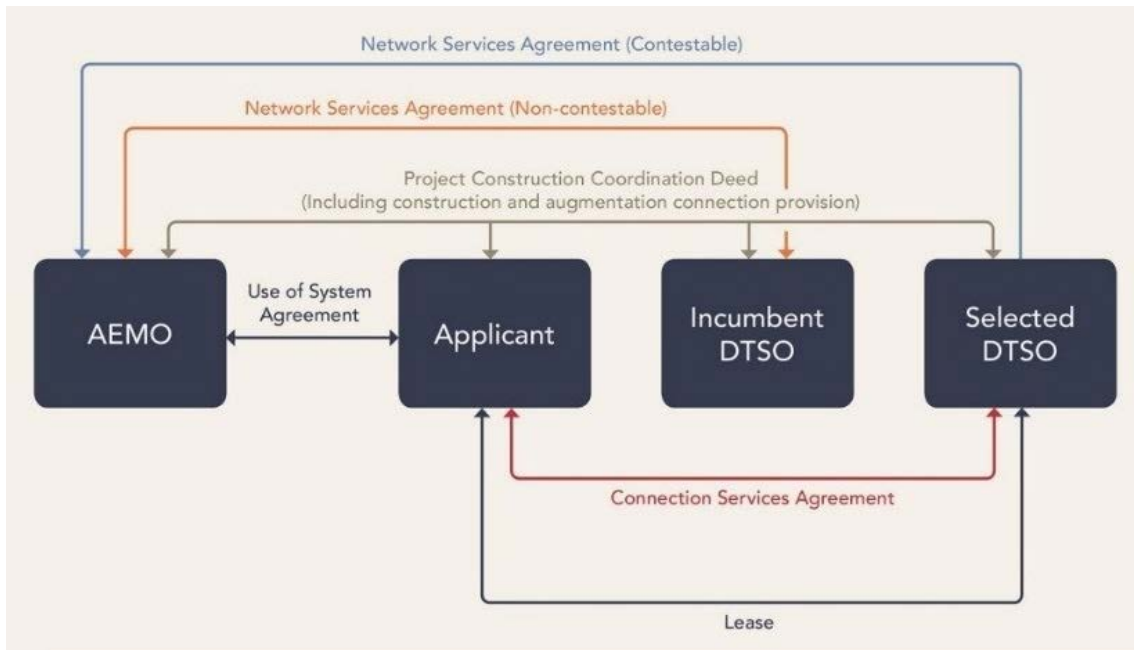 Network Services Agreement (Contestable)
Network Services Agreement (Non-contestable)
Project Construction Coordination Deed
(Including construction and augmentation connection provision)
AEMO
Use of System
Agreement
Applicant
Incumbent
DTSO
Selected
DTSO
Connection Services Agreement
Lease